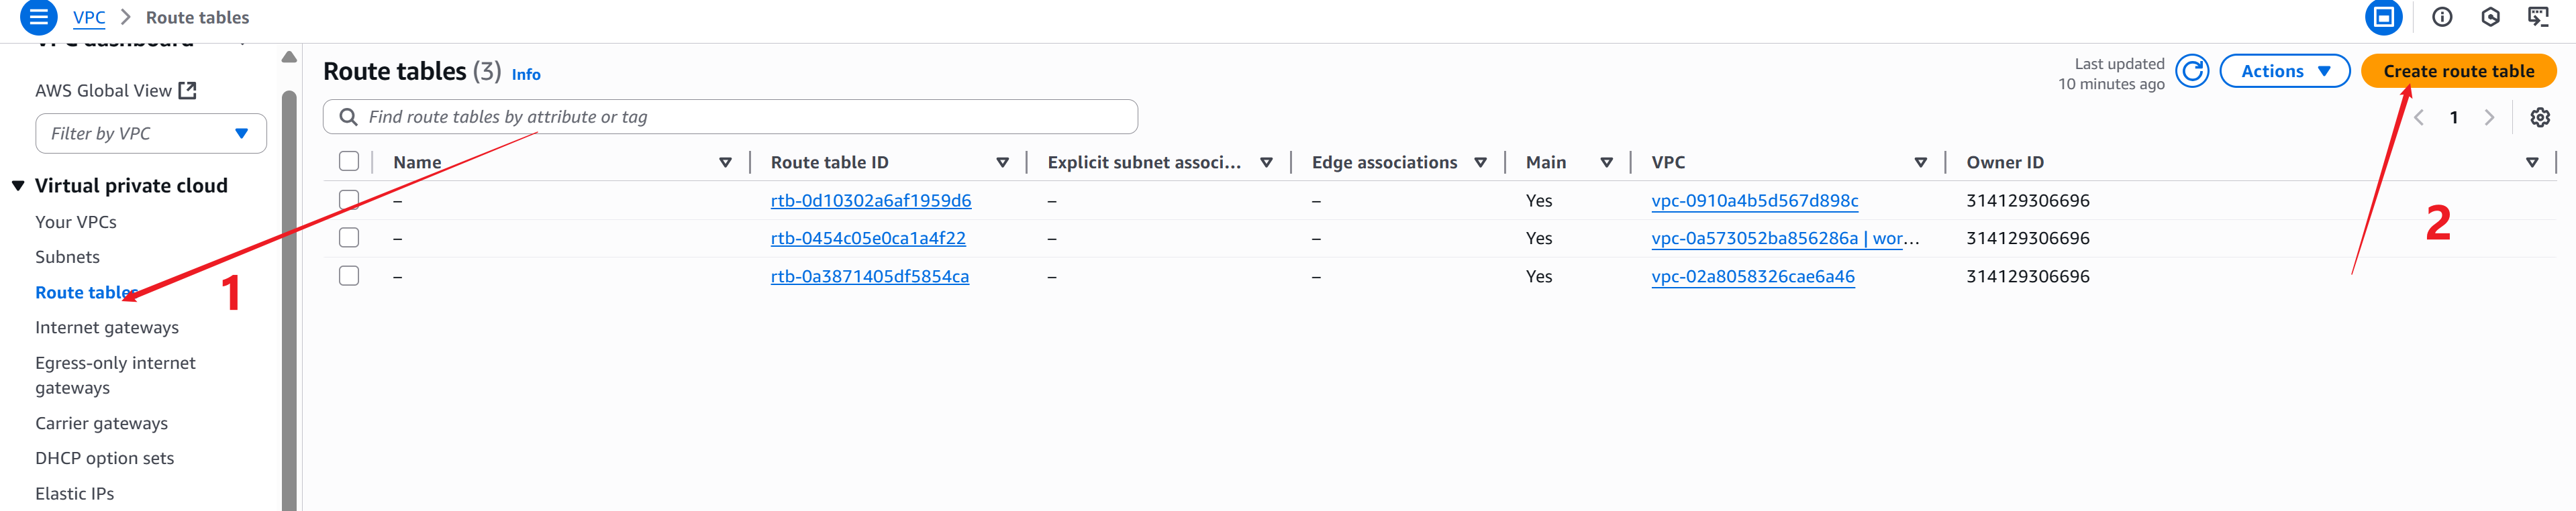 VPC > Route tables
VPC dashboard
AWS Global View
Filter by VPC
Virtual private cloud
Your VPCs
Subnets
Route tables
1
Internet gateways
Egress-only internet
gateways
Carrier gateways
DHCP option sets
Elastic IPs
Route tables (3) Info
Last updated
10 minutes ago
Actions
Create route table
Find route tables by attribute or tag
1
Name Route table ID Explicit subnet associ... Edge associations Main VPC Owner ID
– rtb-0d10302a6af1959d6 – – Yes vpc-0910a4b5d567d898c 314129306696
– rtb-0454c05e0ca1a4f22 – – Yes vpc-0a573052ba856286a | wor... 314129306696
– rtb-0a3871405df5854ca – – Yes vpc-02a8058326cae6a46 314129306696
2